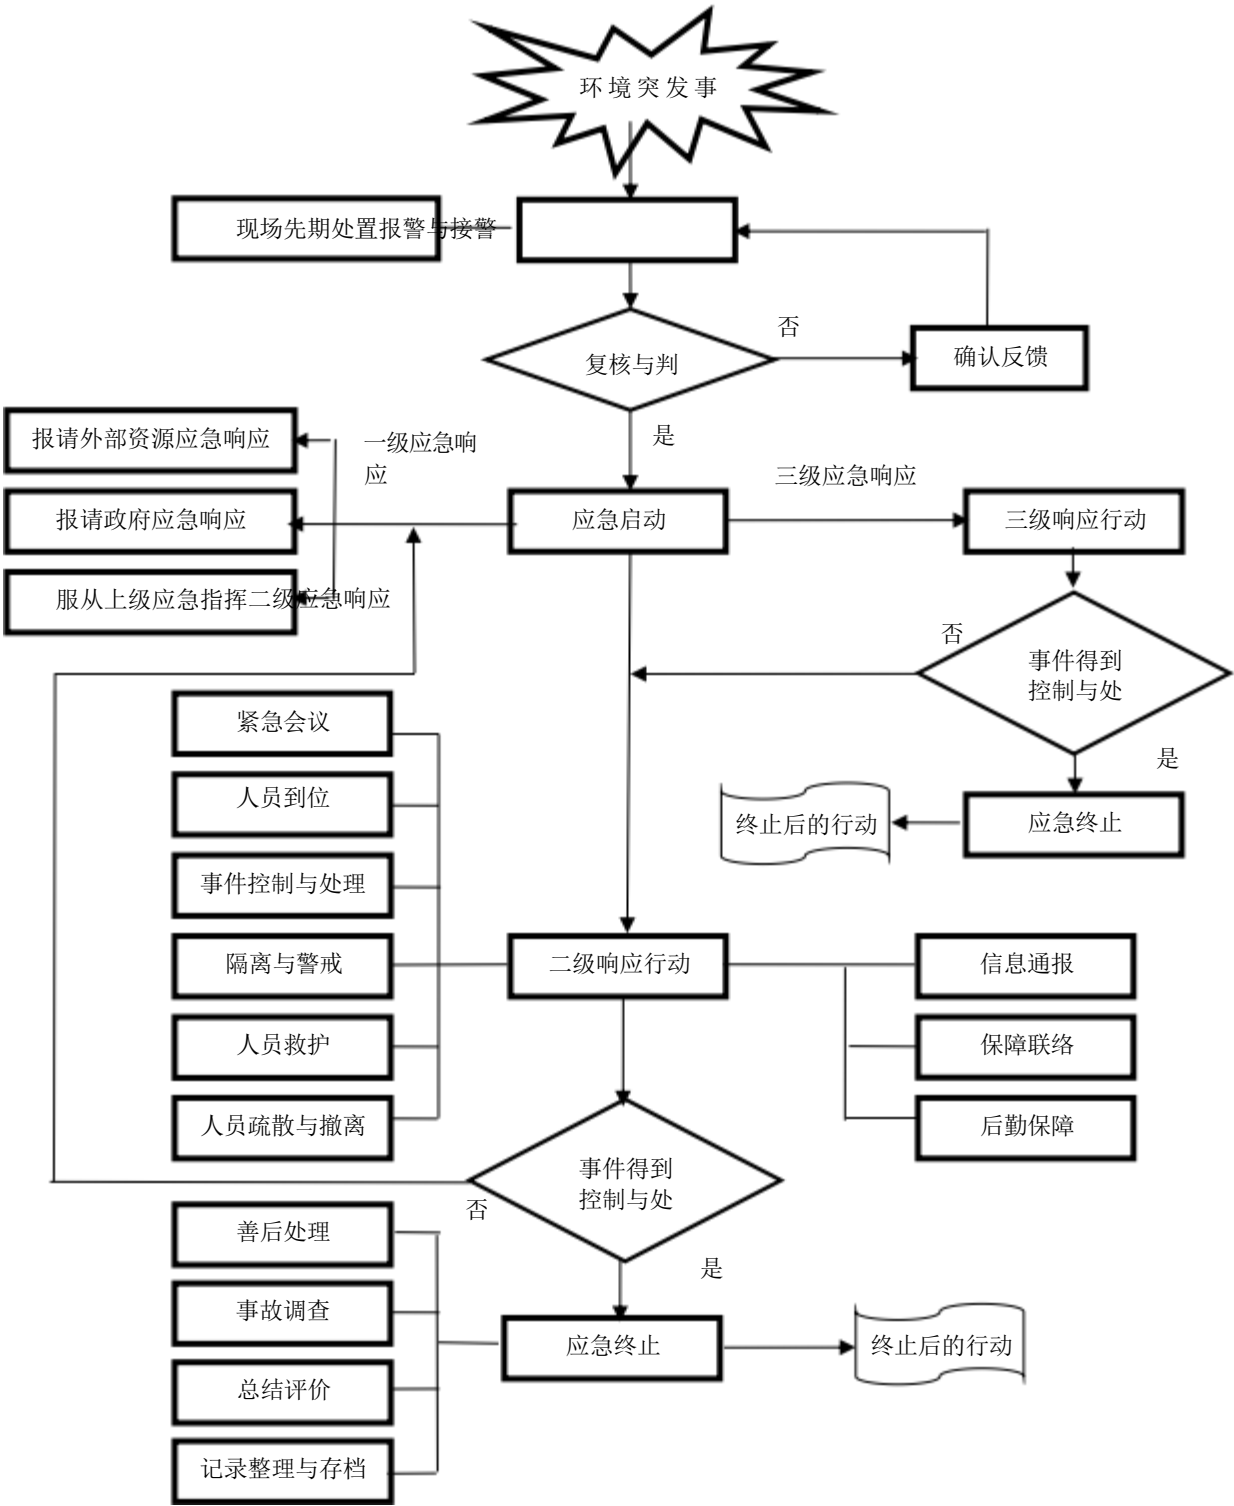 环境突发事
现场先期处置报警与接警
否
复核与判
确认反馈
是
报请外部资源应急响应
一级应急响
应
三级应急响应
报请政府应急响应
应急启动
三级响应行动
服从上级应急指挥二级应急响应
否
事件得到
控制与处
紧急会议
是
人员到位
终止后的行动
应急终止
事件控制与处理
隔离与警戒
二级响应行动
信息通报
人员救护
保障联络
人员疏散与撤离
后勤保障
事件得到
控制与处
否
善后处理
是
事故调查
应急终止
终止后的行动
总结评价
记录整理与存档